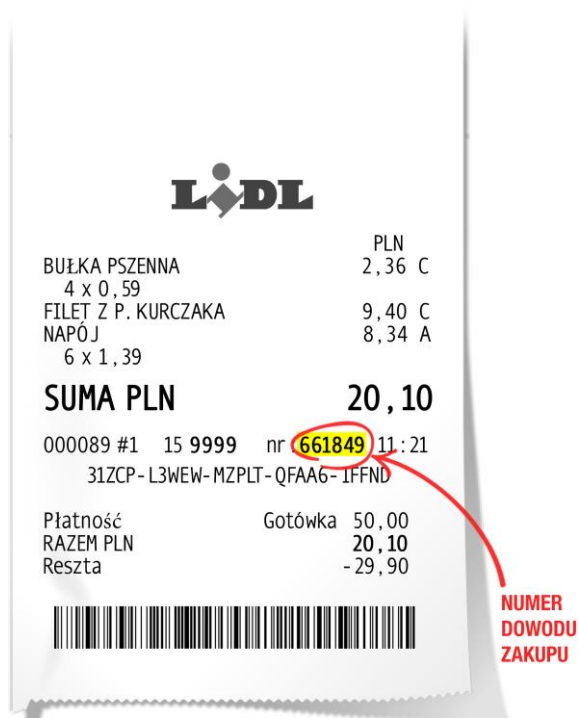 LIDL
PLN
BUŁKA PSZENNA 2,36 C
4 x 0,59
FILET Z P. KURCZAKA 9,40 C
NAPÓJ 8,34 A
6 x 1,39
SUMA PLN 20,10
000089 #1 15 9999 nr 661849 11:21
31ZCP-L3WEW-MZPLT-QFAA6-1FFND
Płatność Gotówka 50,00
RAZEM PLN 20,10
Reszta -29,90
NUMER
DOWODU
ZAKUPU